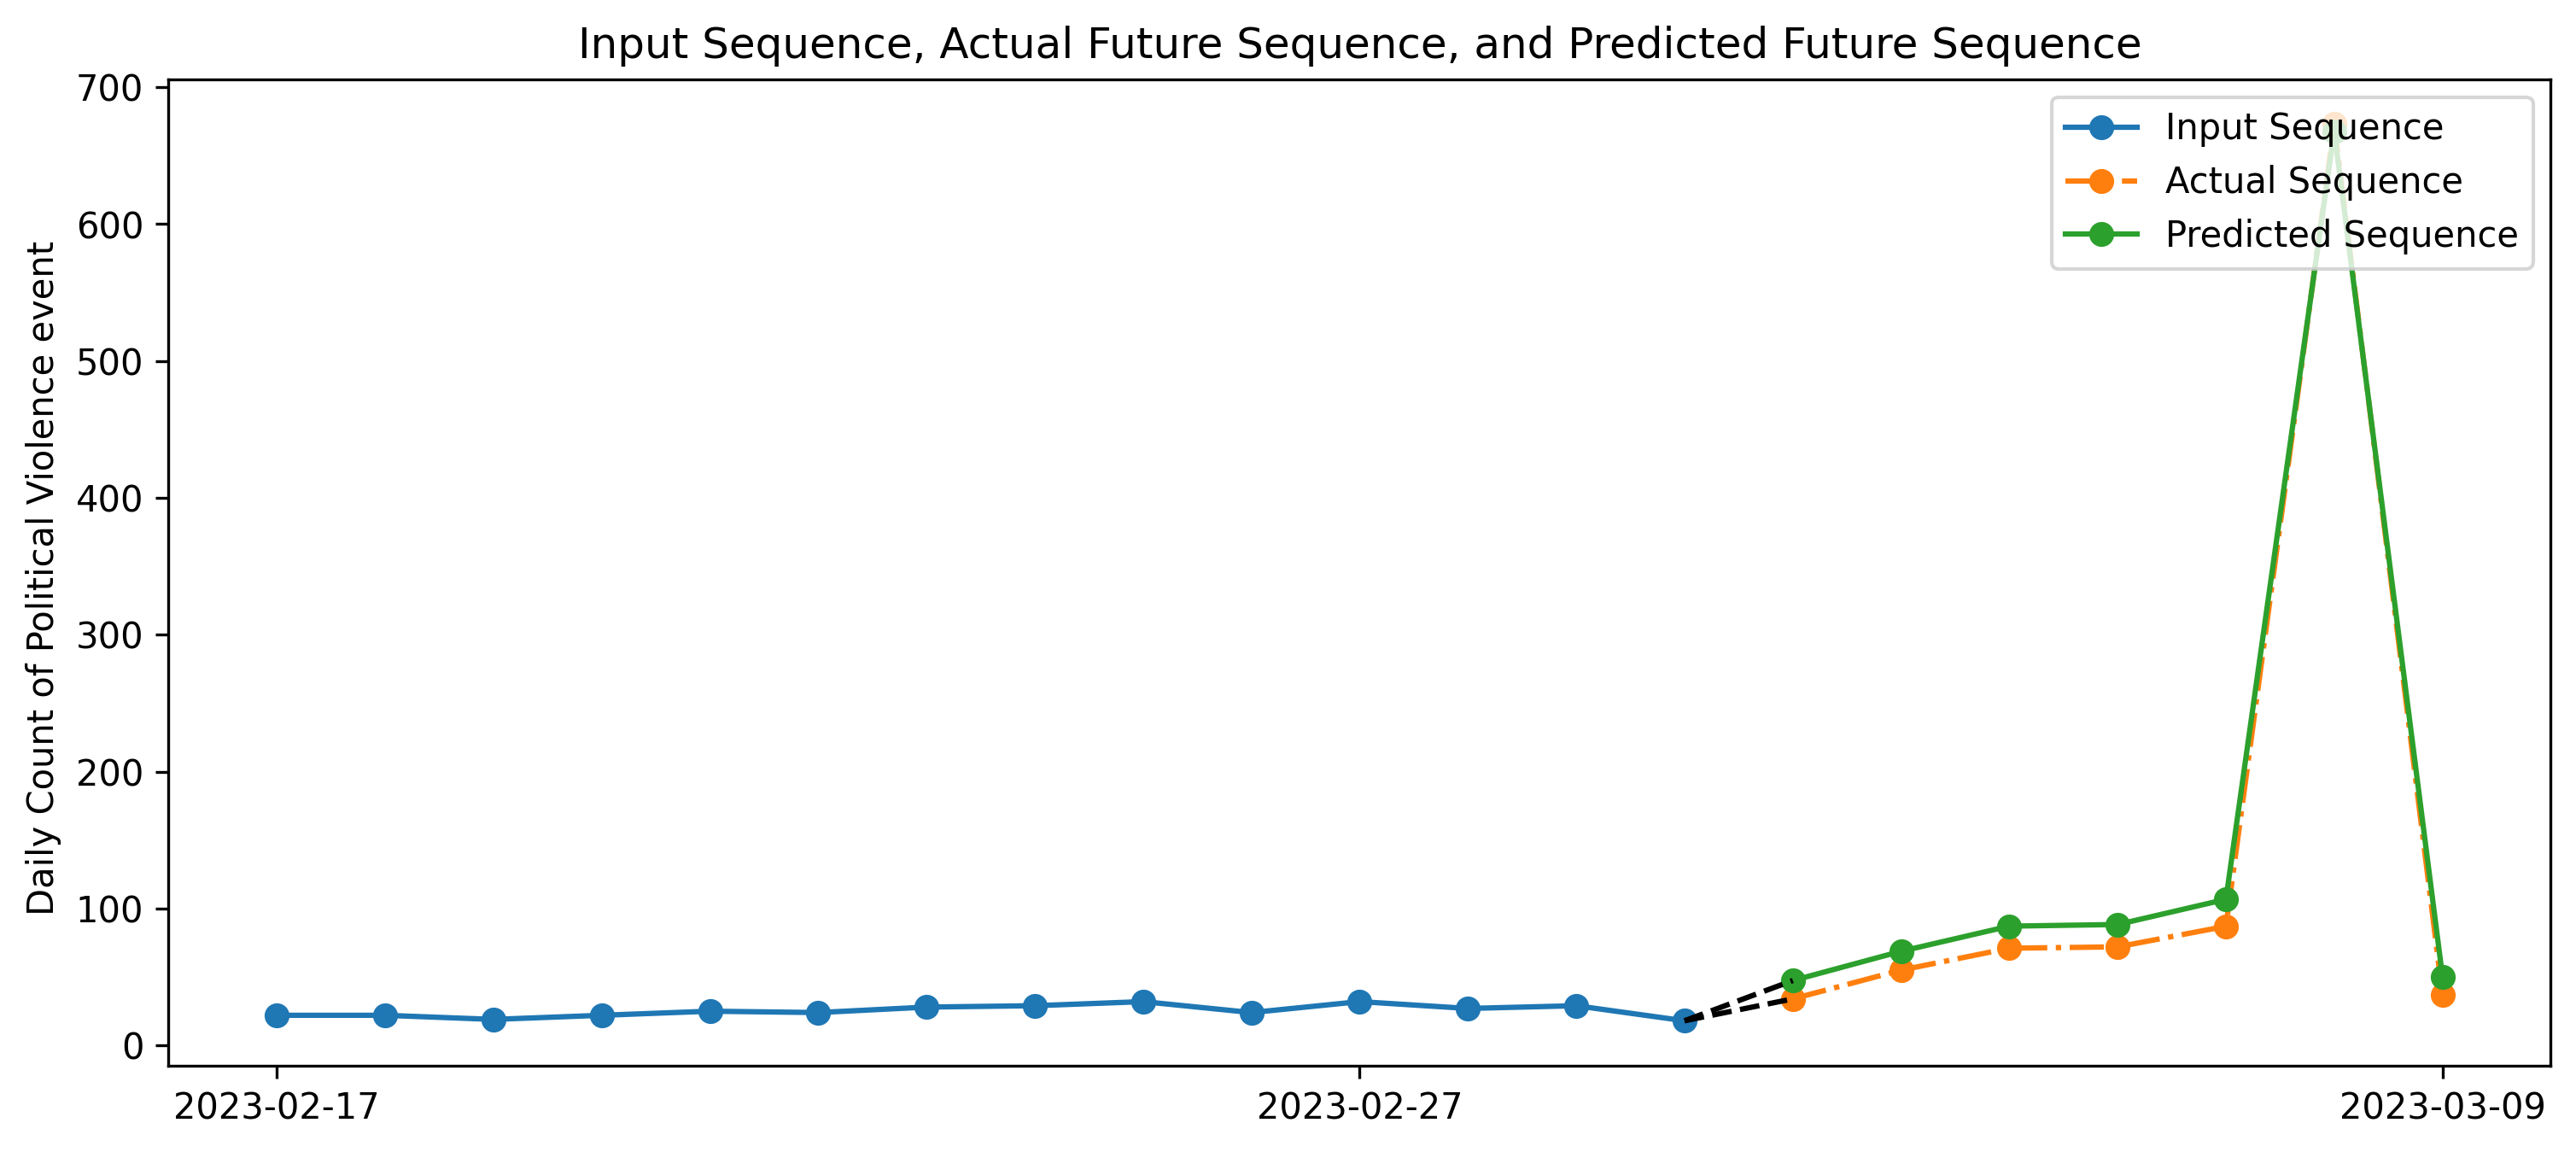 Input Sequence, Actual Future Sequence, and Predicted Future Sequence
Daily Count of Political Violence event
700
600
500
400
300
200
100
0
Input Sequence
Actual Sequence
Predicted Sequence
2023-02-17
2023-02-27
2023-03-09